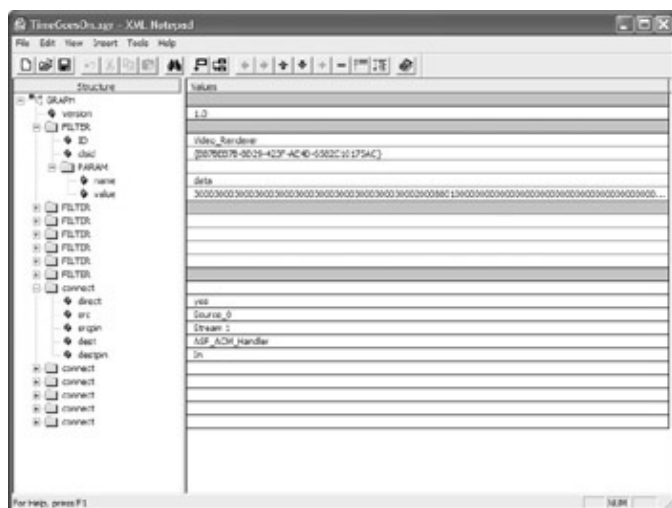 TimeGoesOn.xgr - XML Notepad
File Edit View Insert Tools Help
Structure Values
GRAPH
version 1.0
FILTER
ID Video_Renderer
clsid
PARAM
name data
value
FILTER
FILTER
FILTER
FILTER
FILTER
FILTER
connect
direct yes
src Source_0
srcpin Stream 1
dest ASF_ACM_Handler
destpin In
connect
connect
connect
connect
connect
For Help, press F1 NUM